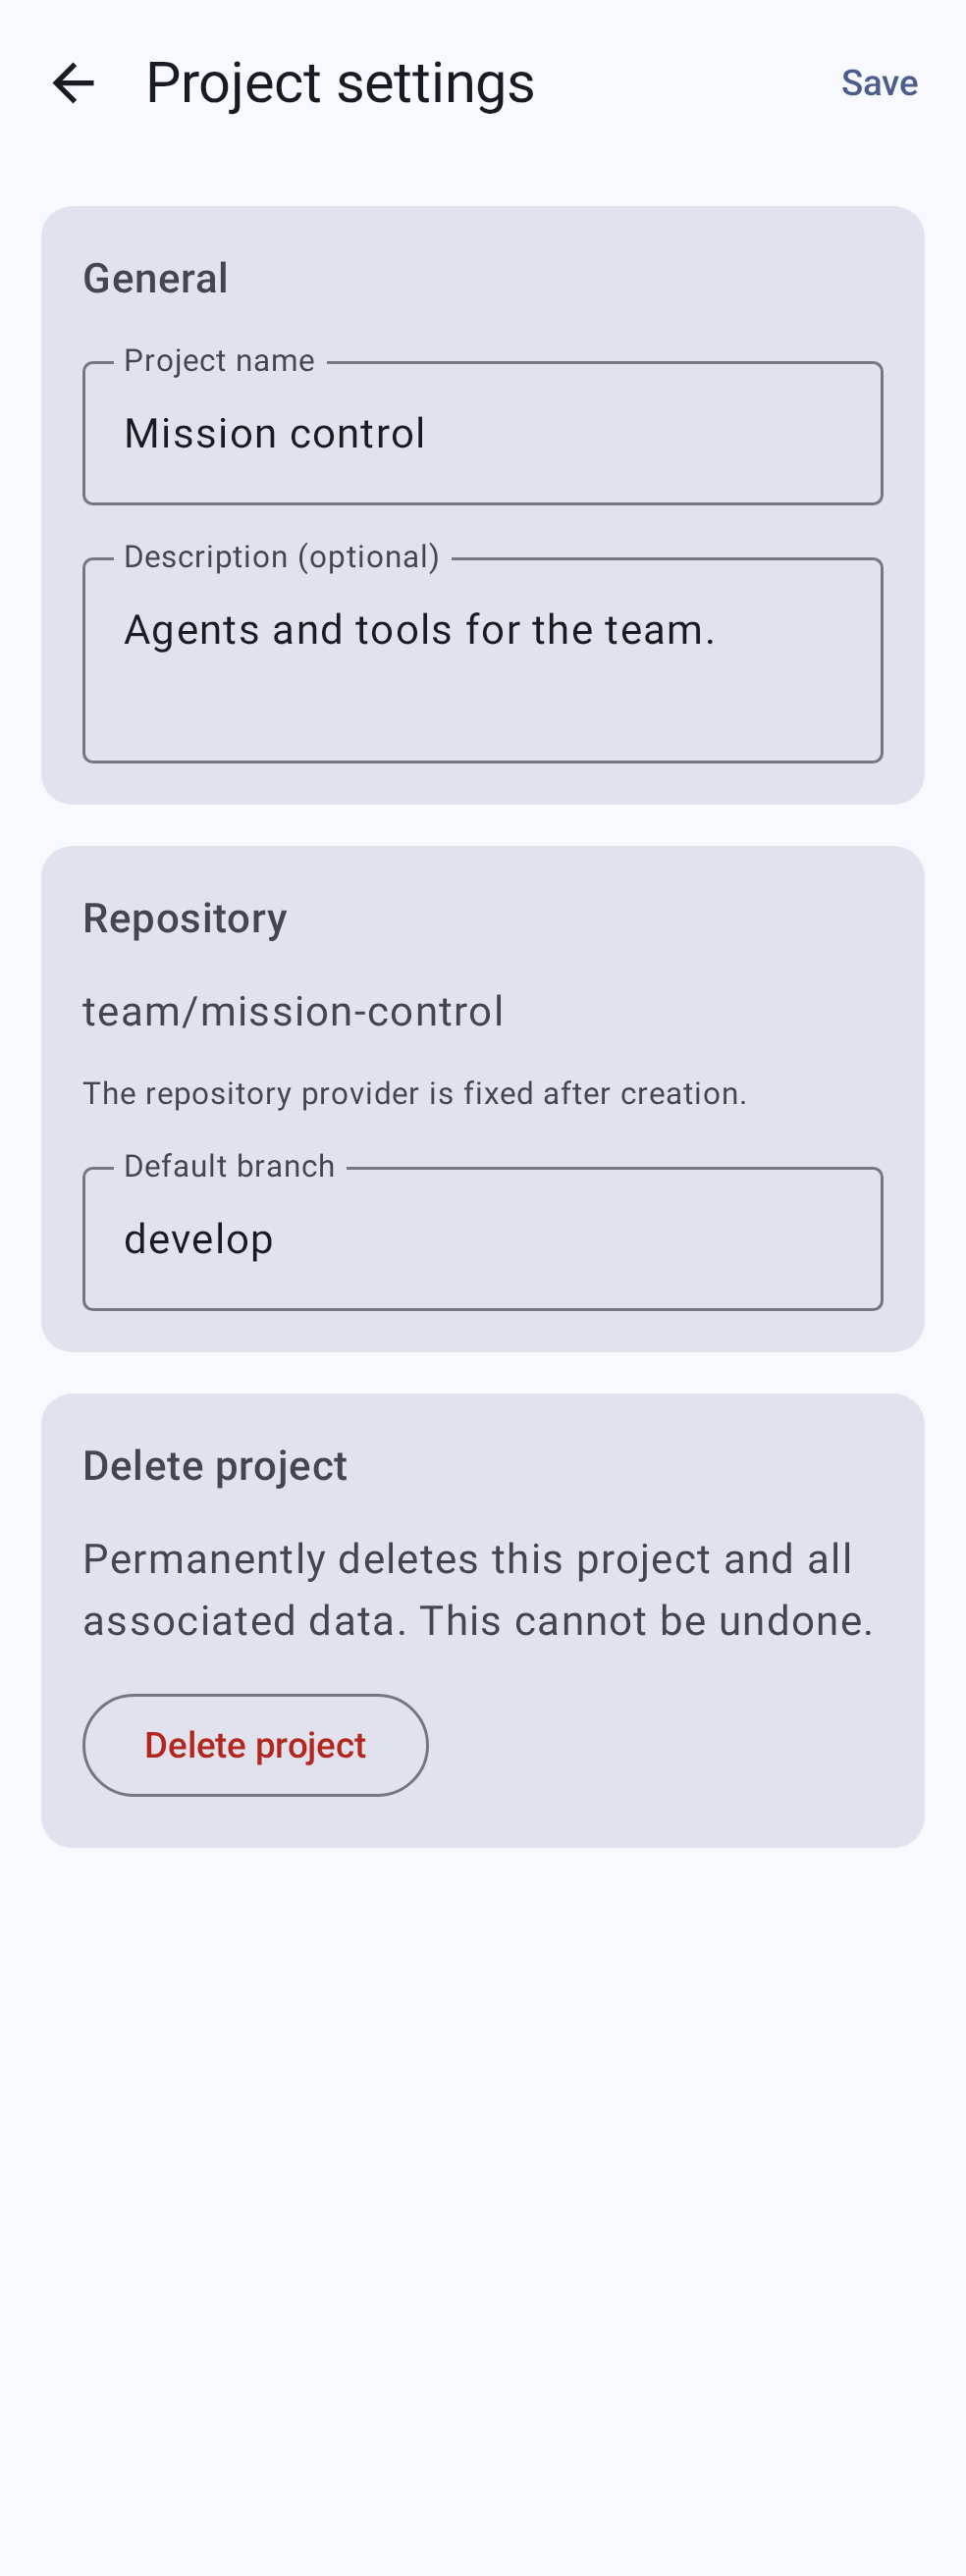 Project settings
Save
General
Project name
Mission control
Description (optional)
Agents and tools for the team.
Repository
team/mission-control
The repository provider is fixed after creation.
Default branch
develop
Delete project
Permanently deletes this project and all
associated data. This cannot be undone.
Delete project